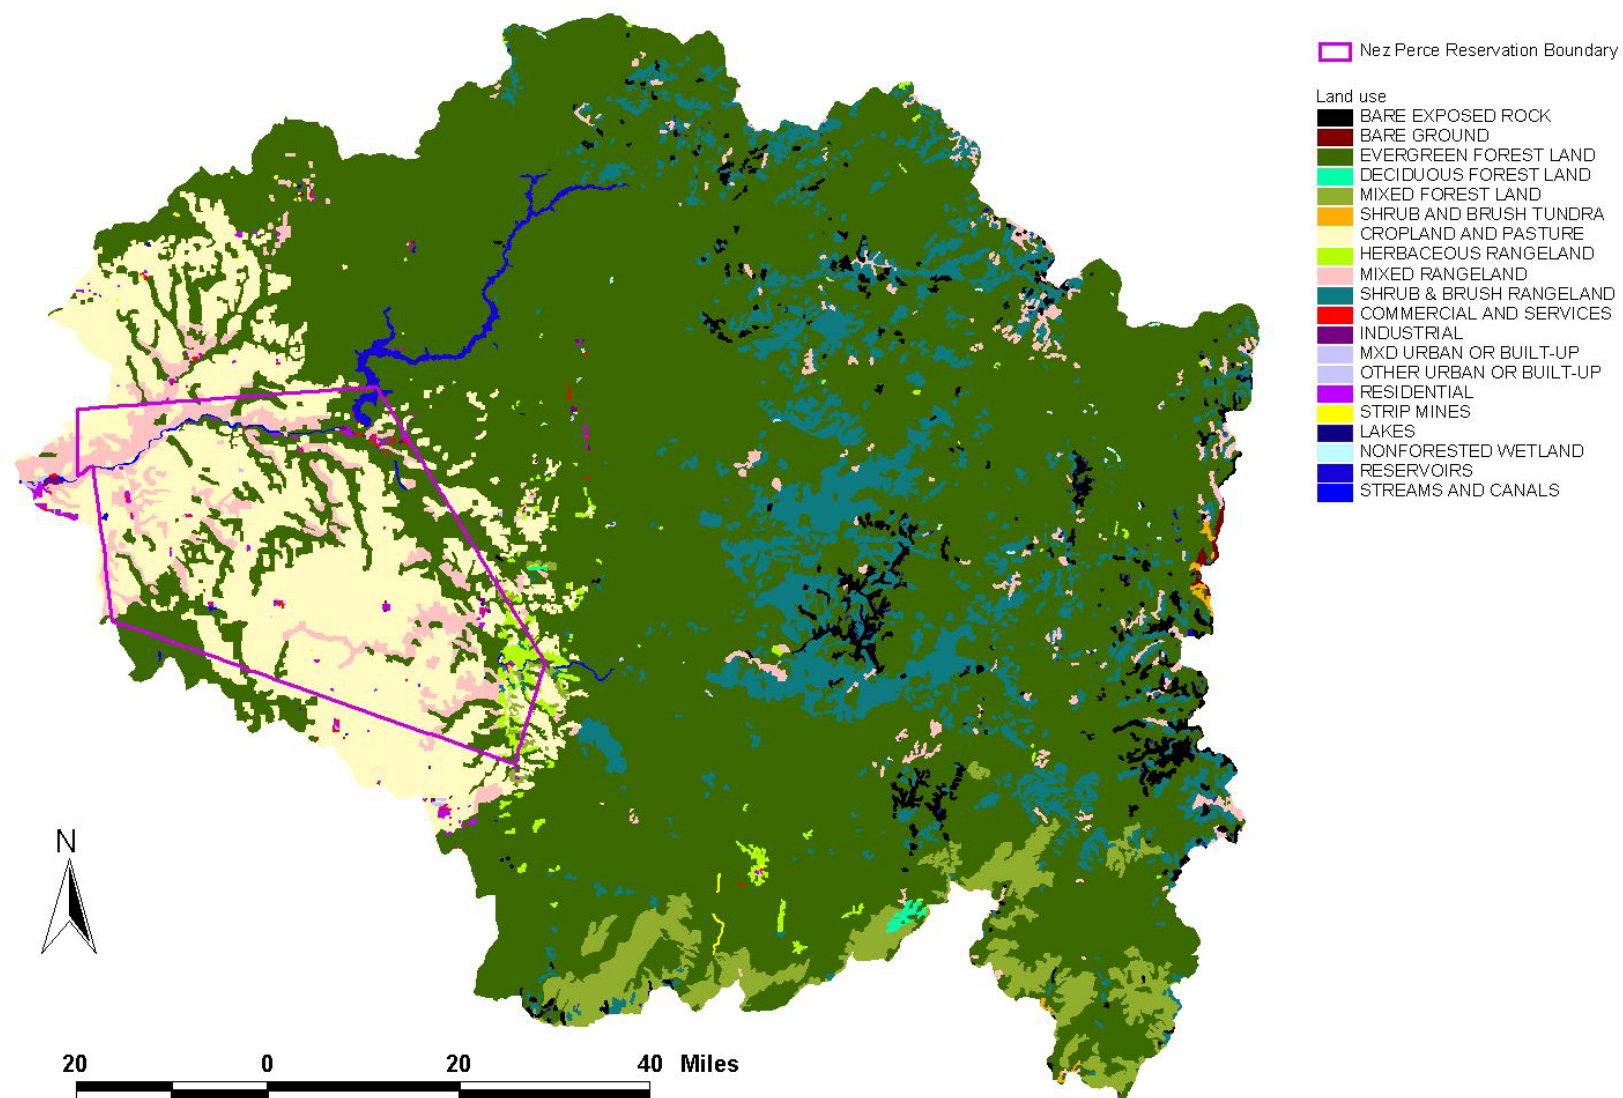 Nez Perce Reservation Boundary
Land use
BARE EXPOSED ROCK
BARE GROUND
EVERGREEN FOREST LAND
DECIDUOUS FOREST LAND
MIXED FOREST LAND
SHRUB AND BRUSH TUNDRA
CROPLAND AND PASTURE
HERBACEOUS RANGELAND
MIXED RANGELAND
SHRUB & BRUSH RANGELAND
COMMERCIAL AND SERVICES
INDUSTRIAL
MXD URBAN OR BUILT-UP
OTHER URBAN OR BUILT-UP
RESIDENTIAL
STRIP MINES
LAKES
NONFORESTED WETLAND
RESERVOIRS
STREAMS AND CANALS
N
20 0 20 40 Miles